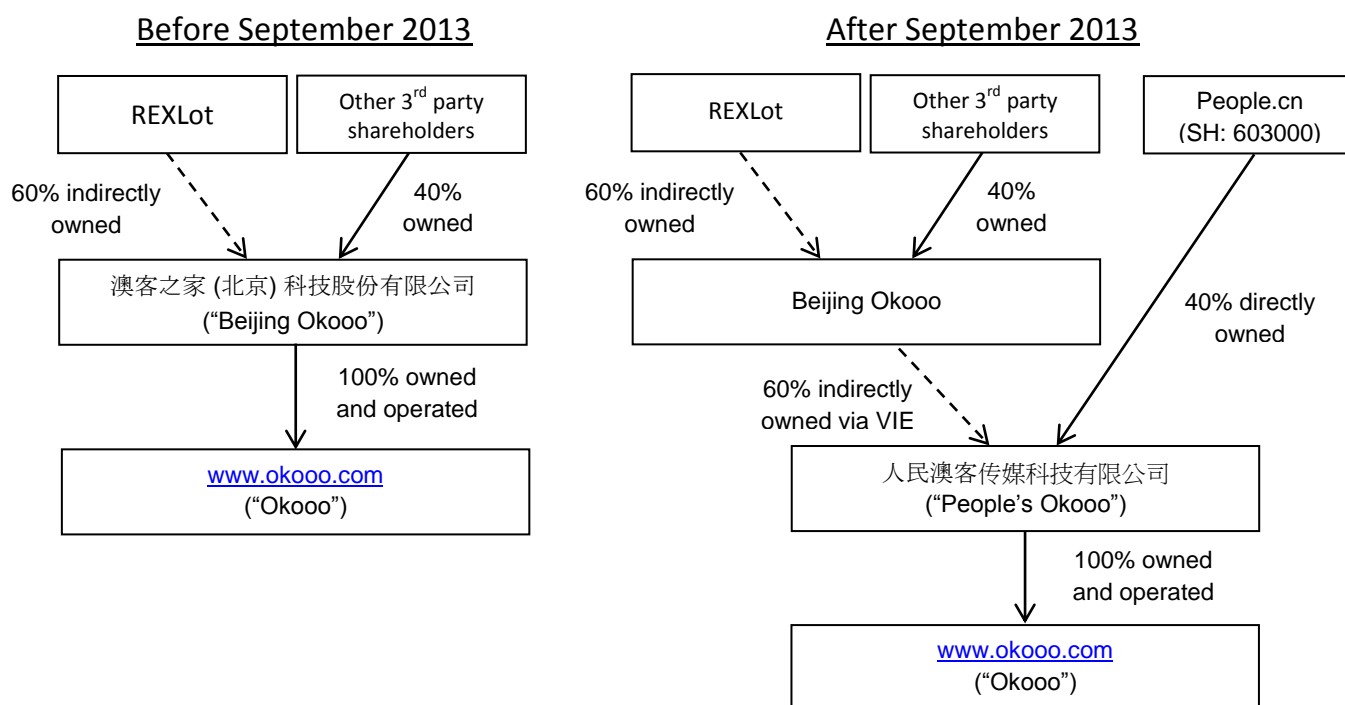 Before September 2013
REXLot
Other 3rd party
shareholders
60% indirectly
owned
40%
owned
澳客之家 (北京) 科技股份有限公司
(“Beijing Okooo”)
100% owned
and operated
www.okooo.com
(“Okooo”)
After September 2013
REXLot
Other 3rd party
shareholders
People.cn
(SH: 603000)
60% indirectly
owned
40%
owned
Beijing Okooo
40% directly
owned
60% indirectly
owned via VIE
人民澳客传媒科技有限公司
(“People’s Okooo”)
100% owned
and operated
www.okooo.com
(“Okooo”)